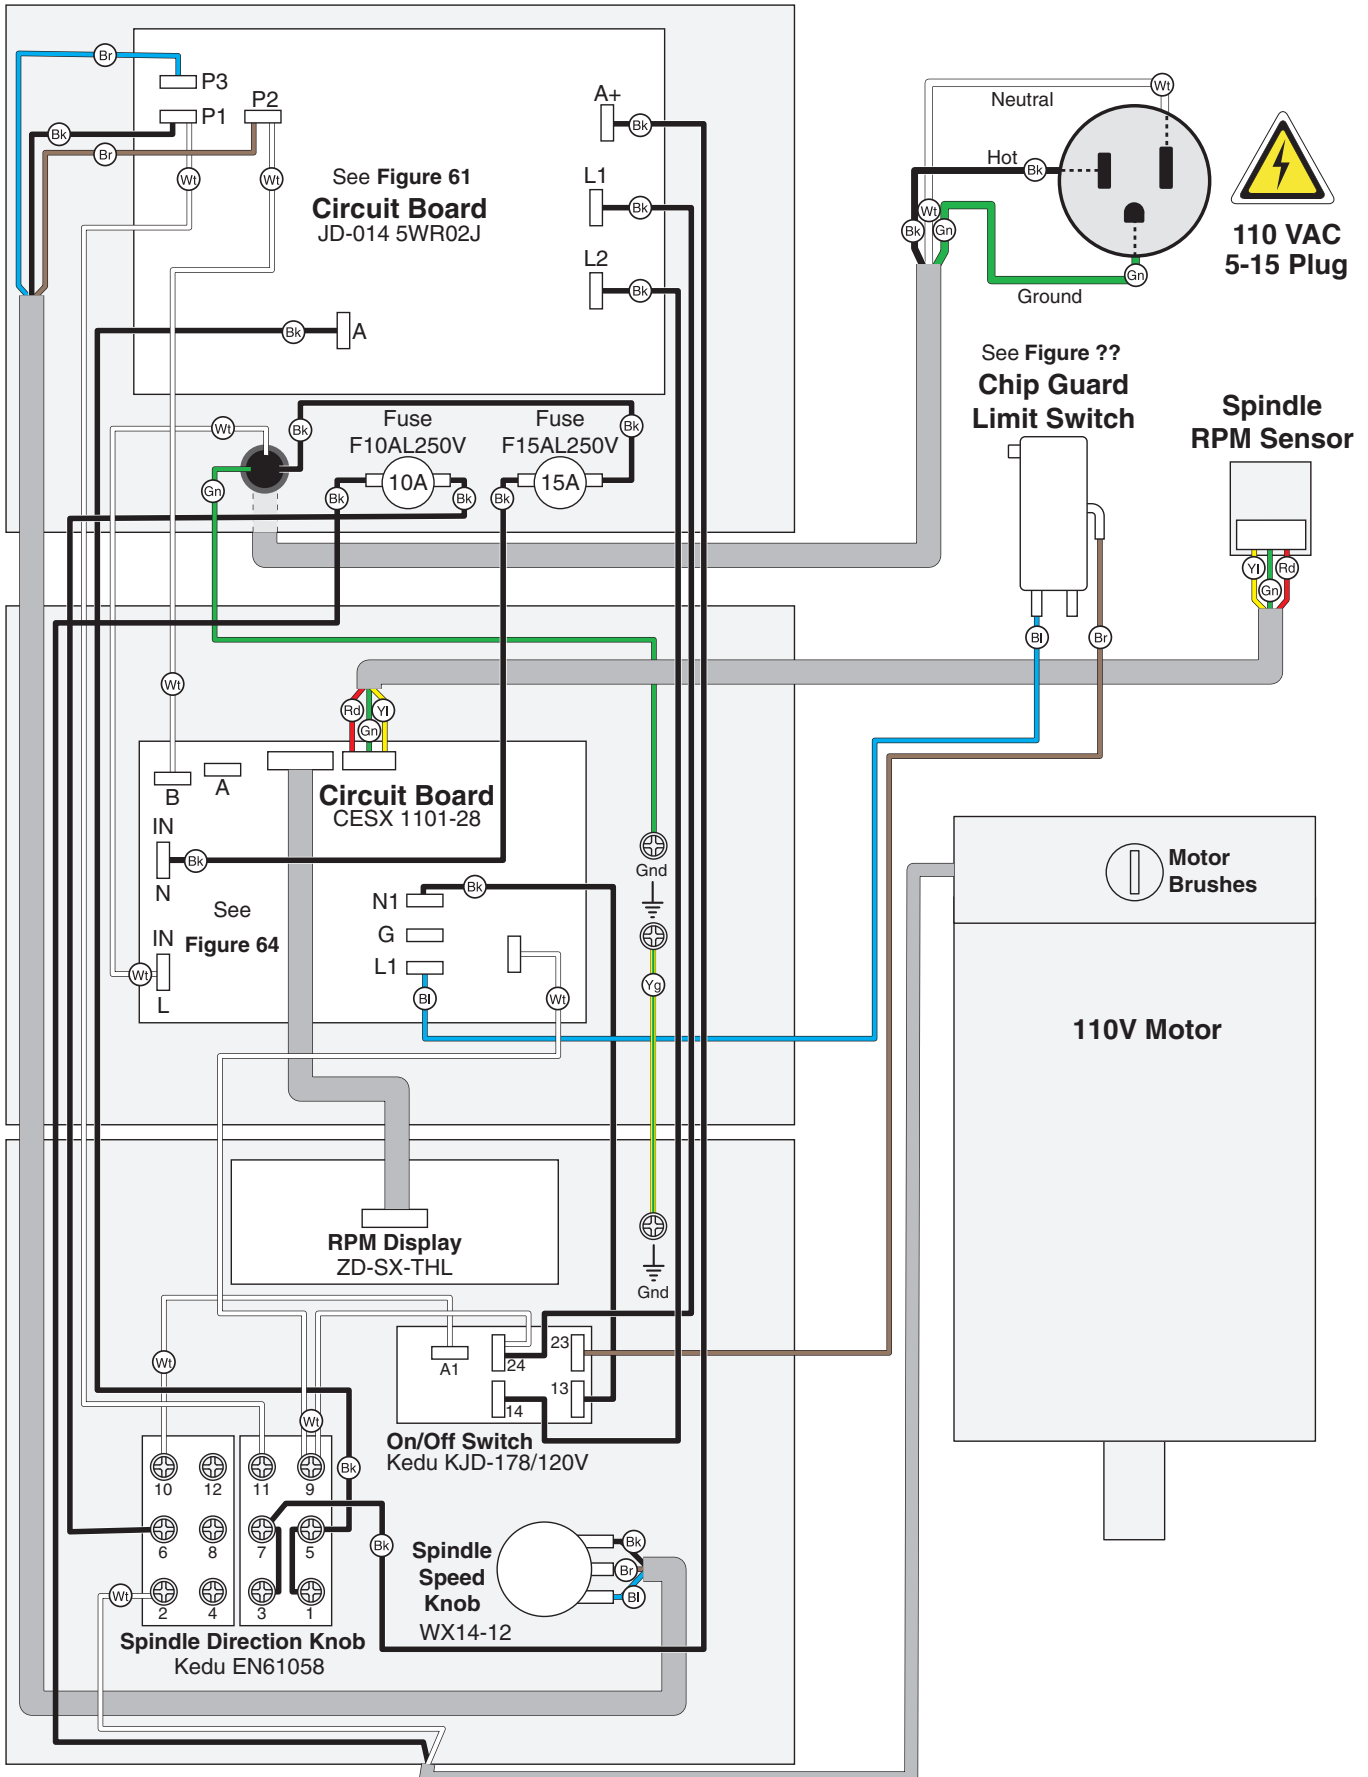 Br
P3
P1
P2
Bk
Br
Wt
Wt
A+
Bk
L1
Bk
L2
Bk
See Figure 61
Circuit Board
JD-014 5WR02J
Bk
A
Neutral
Wt
Hot
Bk
Wt
Bk
Gn
Gn
Ground
110 VAC
5-15 Plug
See Figure ??
Chip Guard
Limit Switch
Spindle
RPM Sensor
Wt
Bk
Fuse
F10AL250V
Fuse
F15AL250V
Bk
Gn
Bk
10A
Bk
Bk
15A
Yl
Rd
Gn
Bl
Br
Wt
Rd
Yl
Gn
B
A
Circuit Board
CESX 1101-28
IN
Bk
N
See
Figure 64
IN
Wt
L
N1
Bk
G
L1
Bl
Wt
Gnd
Yg
Motor
Brushes
110V Motor
RPM Display
ZD-SX-THL
Gnd
Wt
A1
24
23
14
13
On/Off Switch
Kedu KJD-178/120V
Wt
Bk
10
12
11
9
6
8
7
5
Bk
Wt
2
4
3
1
Spindle Direction Knob
Kedu EN61058
Spindle
Speed
Knob
WX14-12
Bk
Br
Bl